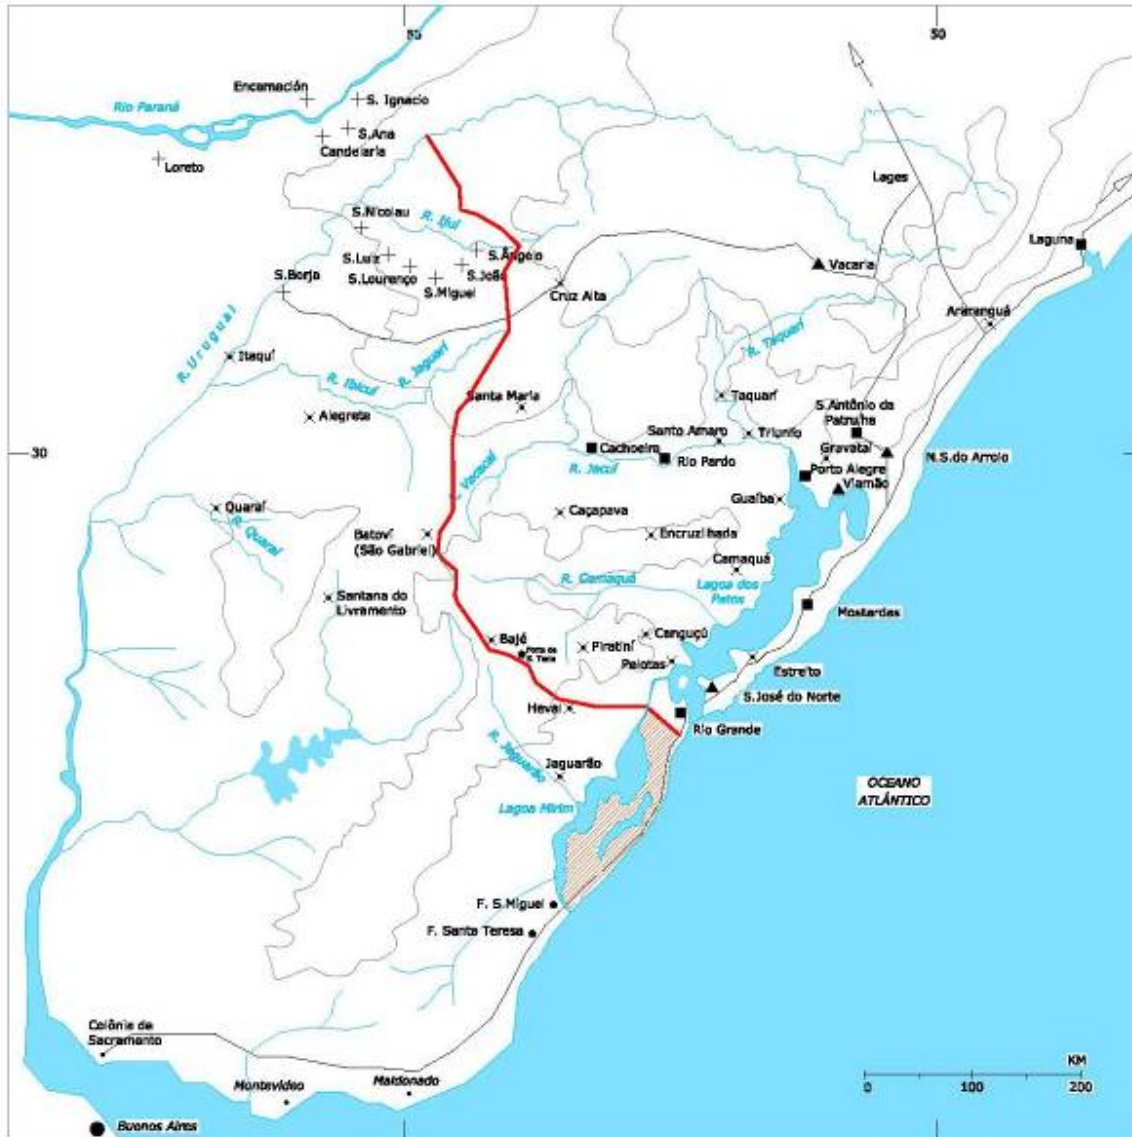 55
50
Encarnación
S. Ignacio
Rio Paraná
S.Ana
Candelaria
Loreto
Lages
S.Nicolau
R. Ijuí
Laguna
S.Ângelo
S.Luiz
S.João
Vacaria
S.Borja
S.Lourenço
S.Miguel
Cruz Alta
Araranguá
R. Uruguai
R. Taquarí
Itaquí
R. Jaguarí
R. Ibicuí
Santa Maria
Taquarí
Alegrete
S.Antônio da
Patrulha
Santo Amaro
Triunfo
30
Cachoeira
Gravataí
N.S.do Arroio
Rio Pardo
R. Jacuí
Porto Alegre
Viamão
Vacacaí
Guaíba
Quaraí
Caçapava
R. Quaraí
Batoví
(São Gabriel)
Encruzilhada
Camaquã
R. Camaquã
Lagoa dos
Patos
Santana do
Livramento
Mostardas
Bajé
Canguçú
Piratiní
Pelotas
Estreito
S.José do Norte
Herval
Rio Grande
R. Jaguarão
Jaguarão
OCEANO
ATLÂNTICO
Lagoa Mirim
F. S.Miguel
F. Santa Teresa
Colônia de
Sacramento
KM
Maldonado
Montevideo
0 100 200
Buenos Aires